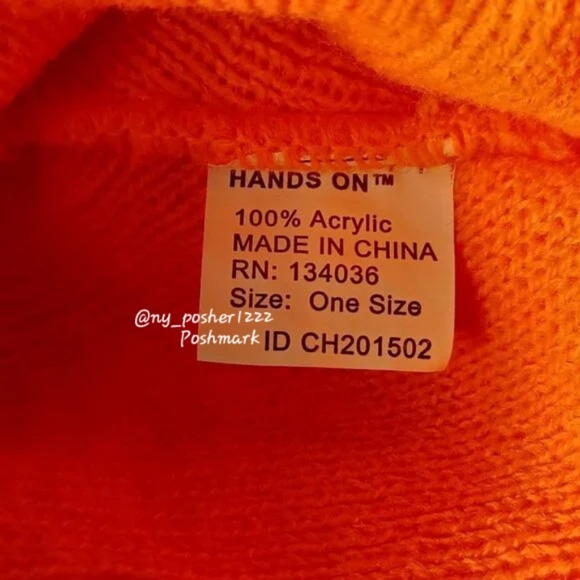 HANDS ON™
100% Acrylic
MADE IN CHINA
RN: 134036
Size: One Size
@ny_posher1222
Poshmark
ID CH201502